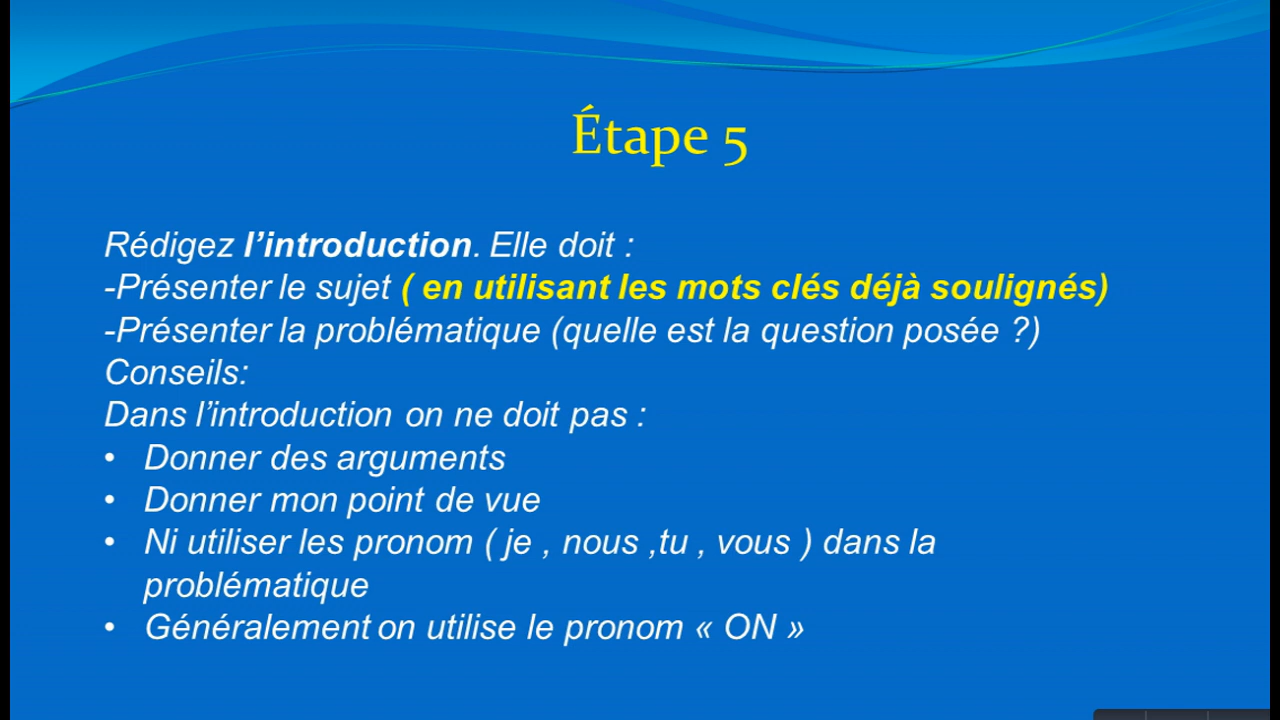 Étape 5
Rédigez l’introduction. Elle doit :
-Présenter le sujet ( en utilisant les mots clés déjà soulignés)
-Présenter la problématique (quelle est la question posée ?)
Conseils:
Dans l’introduction on ne doit pas :
• Donner des arguments
• Donner mon point de vue
• Ni utiliser les pronom ( je , nous ,tu , vous ) dans la
problématique
• Généralement on utilise le pronom « ON »